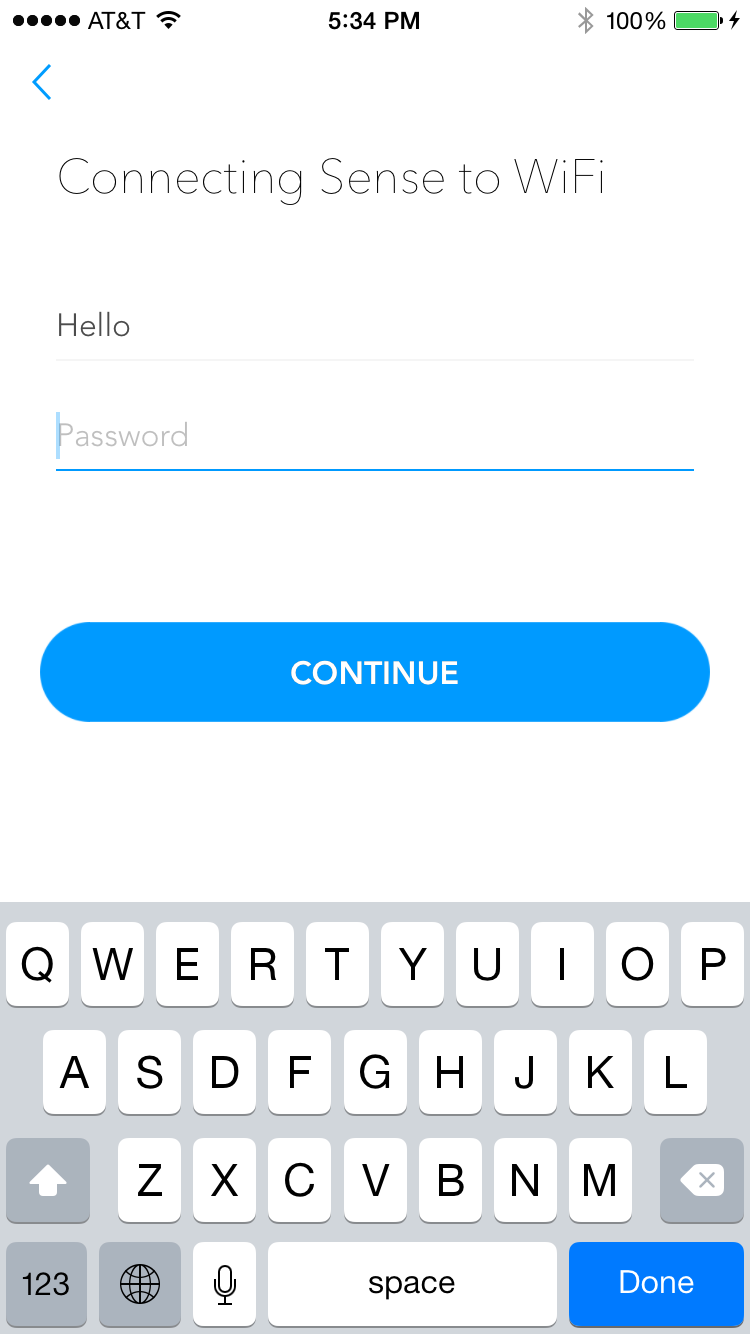 AT&T 5:34 PM 100%
Connecting Sense to WiFi
Hello
Password
CONTINUE
Q W E R T Y U I O P
A S D F G H J K L
Z X C V B N M
123 space Done